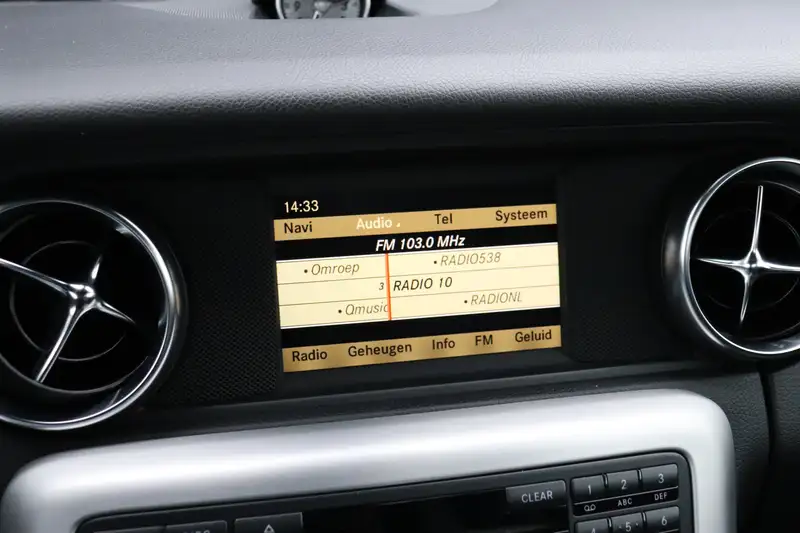 14:33
Navi Audio Tel Systeem
FM 103.0 MHz
• Omroep • RADIO538
3 RADIO 10
• Qmusic • RADIONL
Radio Geheugen Info FM Geluid
CLEAR 1 2 3
ABC DEF
4 5 6